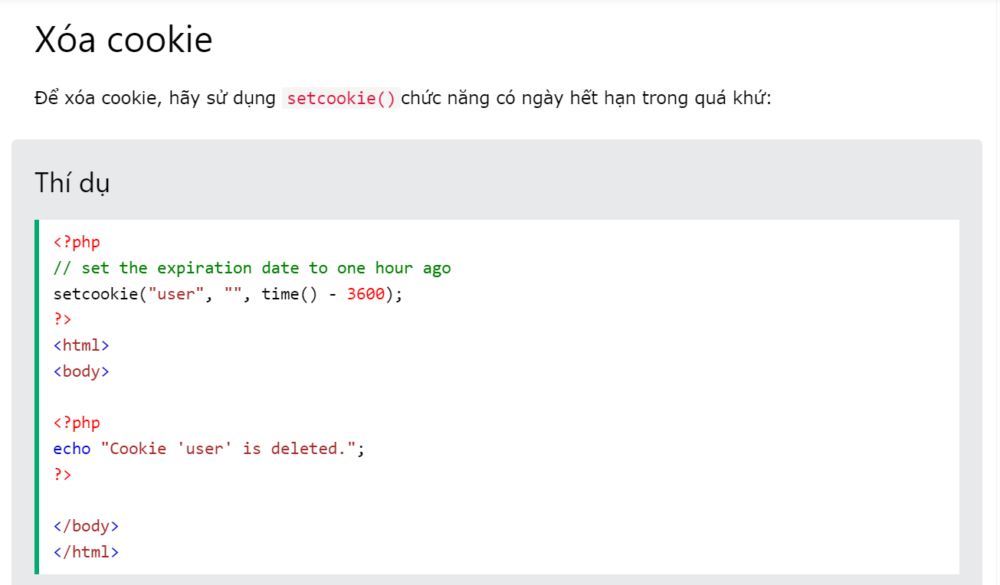 Xóa cookie
Để xóa cookie, hãy sử dụng setcookie() chức năng có ngày hết hạn trong quá khứ:
Thí dụ
<?php
// set the expiration date to one hour ago
setcookie("user", "", time() - 3600);
?>
<html>
<body>
<?php
echo "Cookie 'user' is deleted.";
?>
</body>
</html>